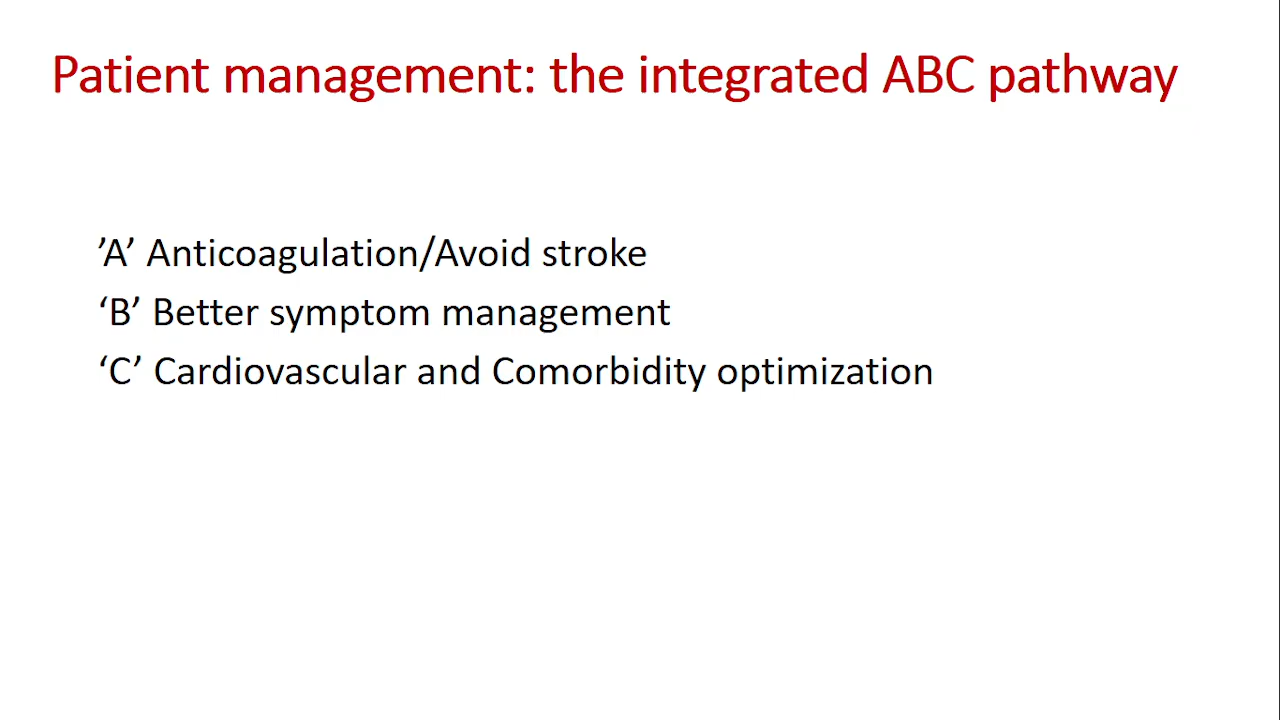 Patient management: the integrated ABC pathway
’A’ Anticoagulation/Avoid stroke
‘B’ Better symptom management
‘C’ Cardiovascular and Comorbidity optimization